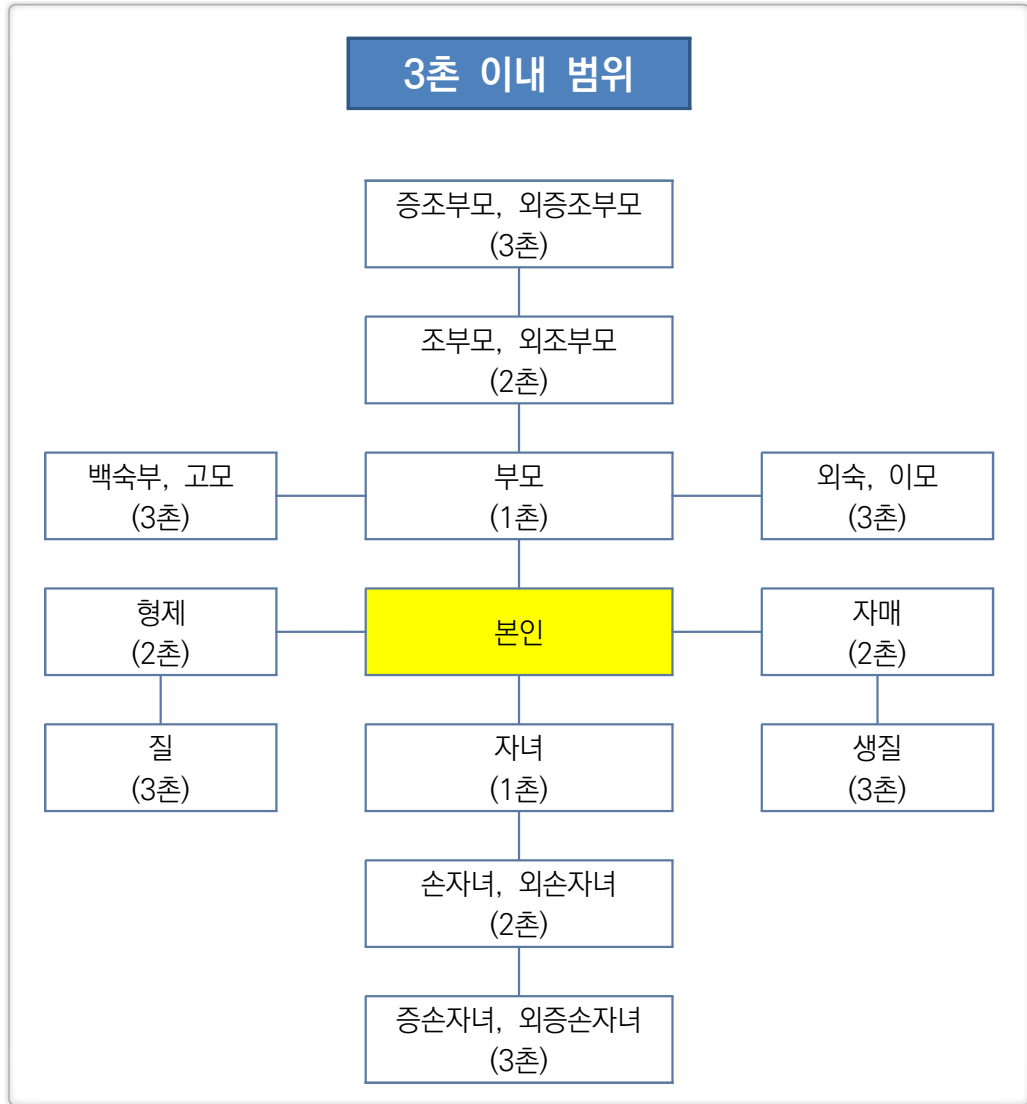 3촌 이내 범위
증조부모, 외증조부모
(3촌)
조부모, 외조부모
(2촌)
백숙부, 고모
(3촌)
부모
(1촌)
외숙, 이모
(3촌)
형제
(2촌)
본인
자매
(2촌)
질
(3촌)
자녀
(1촌)
생질
(3촌)
손자녀, 외손자녀
(2촌)
증손자녀, 외증손자녀
(3촌)